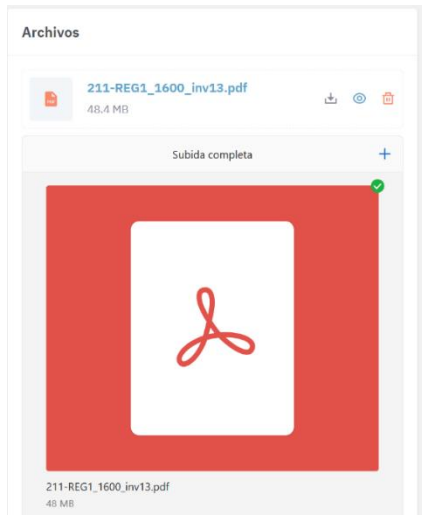 Archivos
211-REG1_1600_inv13.pdf
48.4 MB
Subida completa
211-REG1_1600_inv13.pdf
48 MB